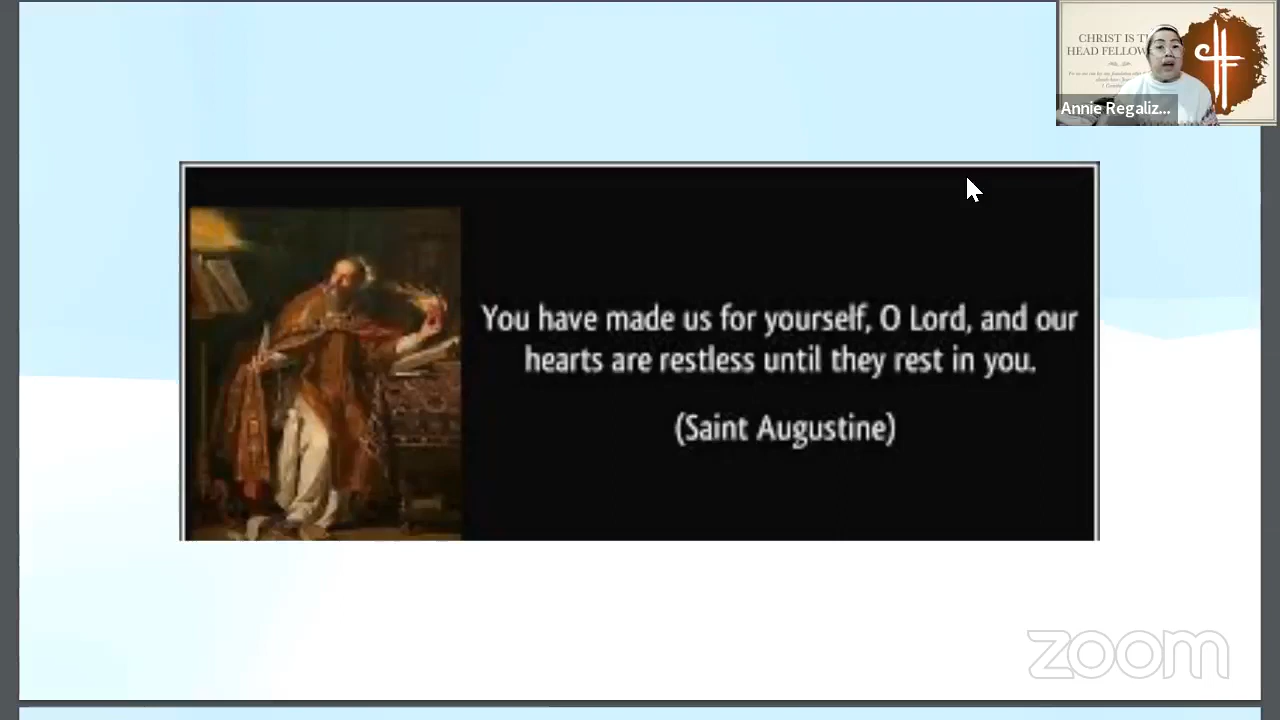 CHRIST IS TH
HEAD FELLOW
Annie Regaliz...
You have made us for yourself, O Lord, and our
hearts are restless until they rest in you.
(Saint Augustine)
zoom